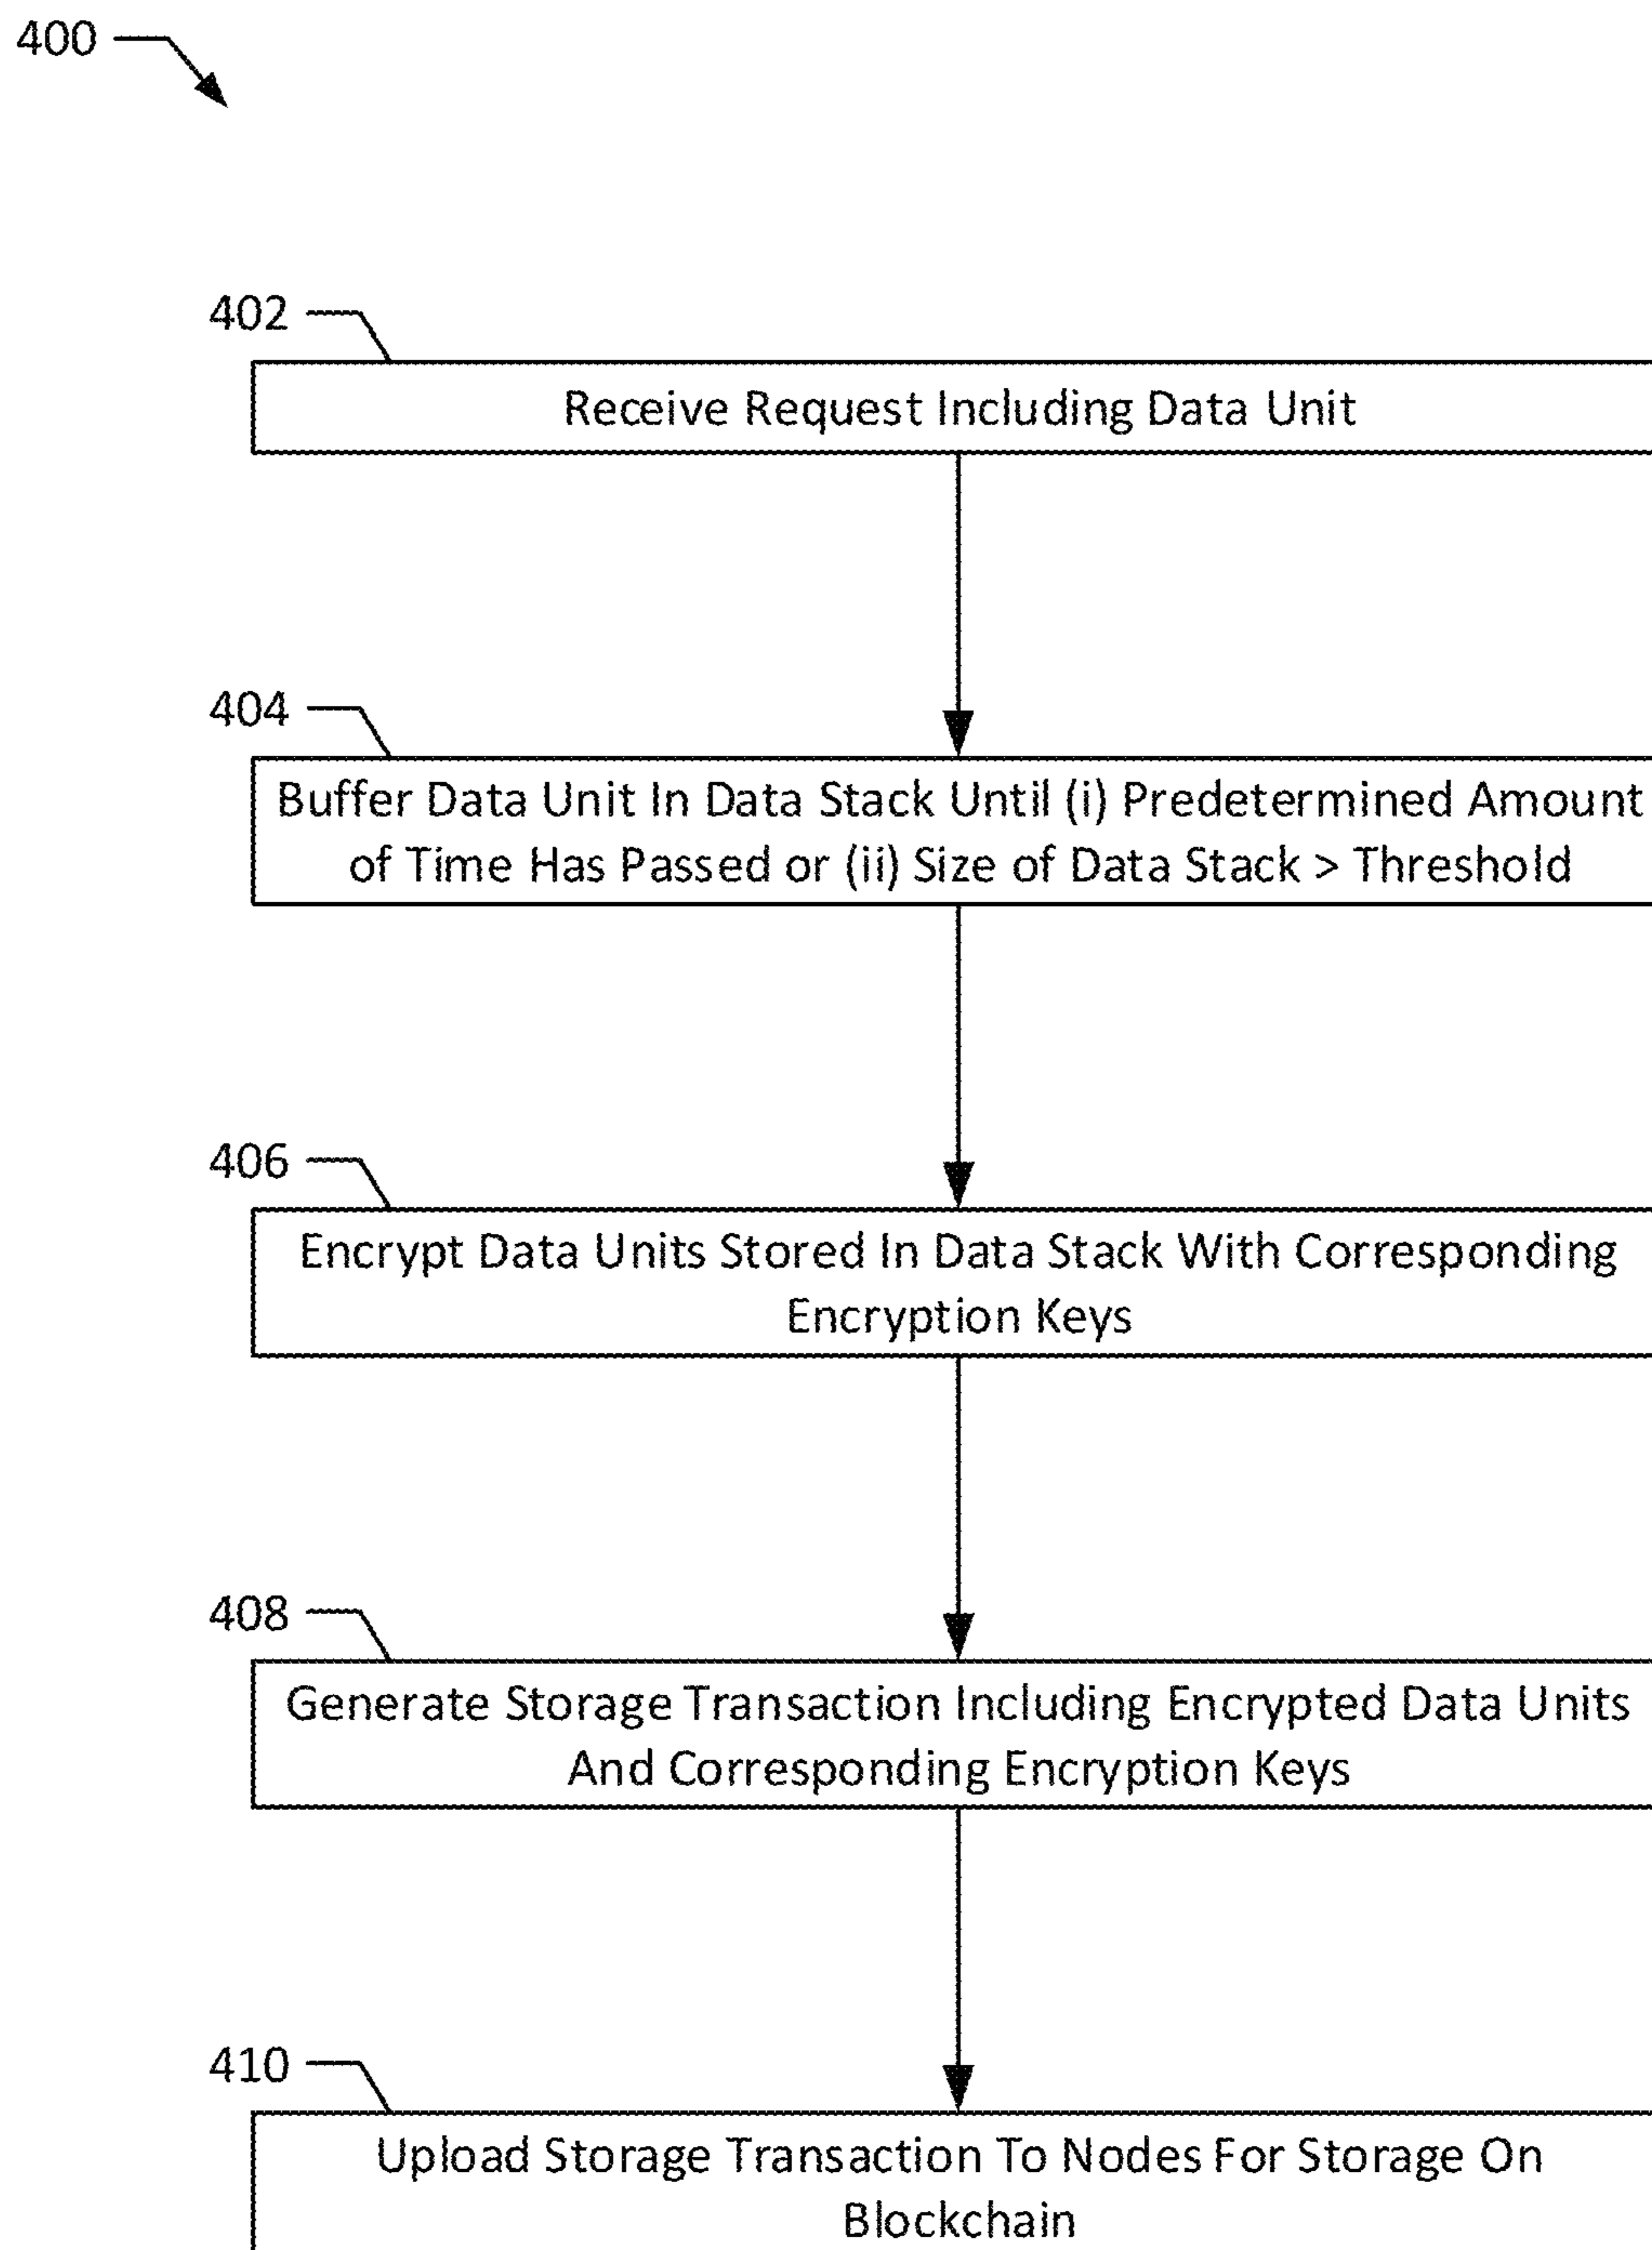 400
402
Receive Request Including Data Unit
404
Buffer Data Unit In Data Stack Until (i) Predetermined Amount
of Time Has Passed or (ii) Size of Data Stack > Threshold
406
Encrypt Data Units Stored In Data Stack With Corresponding
Encryption Keys
408
Generate Storage Transaction Including Encrypted Data Units
And Corresponding Encryption Keys
410
Upload Storage Transaction To Nodes For Storage On
Blockchain